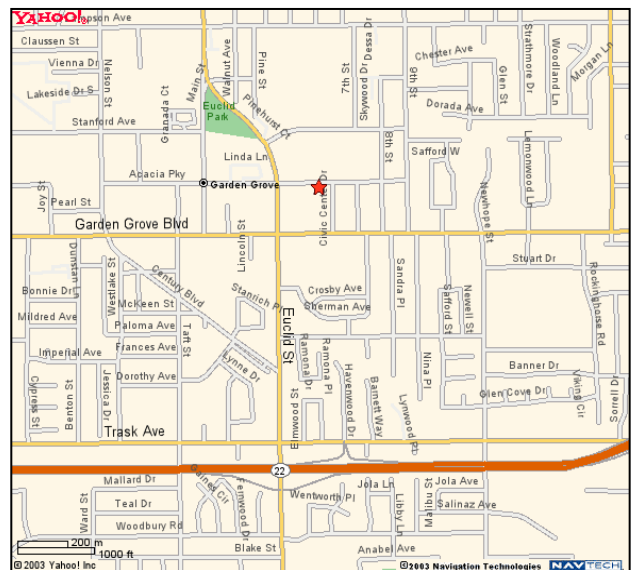 YAHOO!
Simpson Ave
Claussen St
Vienna Dr
Lakeside Dr S
Stanford Ave
Nelson St
Main St
Granada Ct
Walnut Ave
Pine St
Euclid Park
Pinehurst Ct
7th St
Skywood Dr
Dessa Dr
Chester Ave
9th St
Glen St
Strathmore Dr
Woodland Ln
Morgan Ln
Dorada Ave
Linda Ln
8th St
Safford W
Lemonwood Ln
Acacia Pky
Garden Grove
Civic Center Dr
Newhope St
Joy St
Pearl St
Garden Grove Blvd
Lincoln St
Stuart Dr
Dunstan Ln
Westlake St
Century Blvd
Bonnie Dr
McKeen St
Stanrich Pl
Crosby Ave
Sherman Ave
Sandra Pl
Safford St
Newell St
Rockinghorse Rd
Mildred Ave
Paloma Ave
Taft St
Euclid St
Imperial Ave
Frances Ave
Lynne Dr
Dorothy Ave
Ramona Dr
Ramona Pl
Havenwood Dr
Barnett Way
Nina Pl
Lynwood Pl
Banner Dr
Glen Cove Dr
Viking Cir
Sorrell Dr
Cypress St
Benton St
Jessica Dr
Elmwood St
Trask Ave
22
Mallard Dr
Gaines Cir
Fernwood Dr
Ward St
Teal Dr
Woodbury Rd
Wentworth Pl
Jola Ln
Libby Ln
Mallon St
Jola Ave
Salinaz Ave
Blake St
Anabel Ave
200 m
1000 ft
©2003 Yahoo! Inc
©2003 Navigation Technologies
NAVTECH